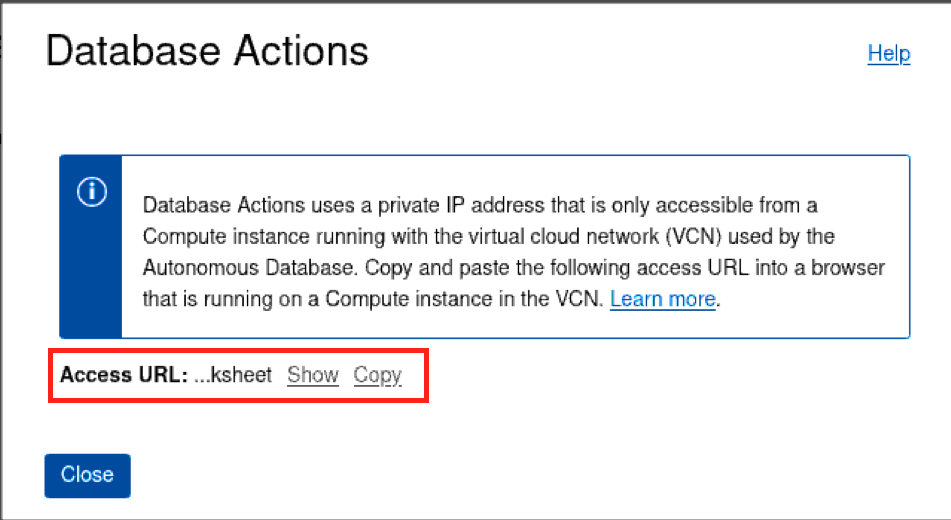 Database Actions
Help
Database Actions uses a private IP address that is only accessible from a
Compute instance running with the virtual cloud network (VCN) used by the
Autonomous Database. Copy and paste the following access URL into a browser
that is running on a Compute instance in the VCN. Learn more.
Access URL: ...ksheet Show Copy
Close